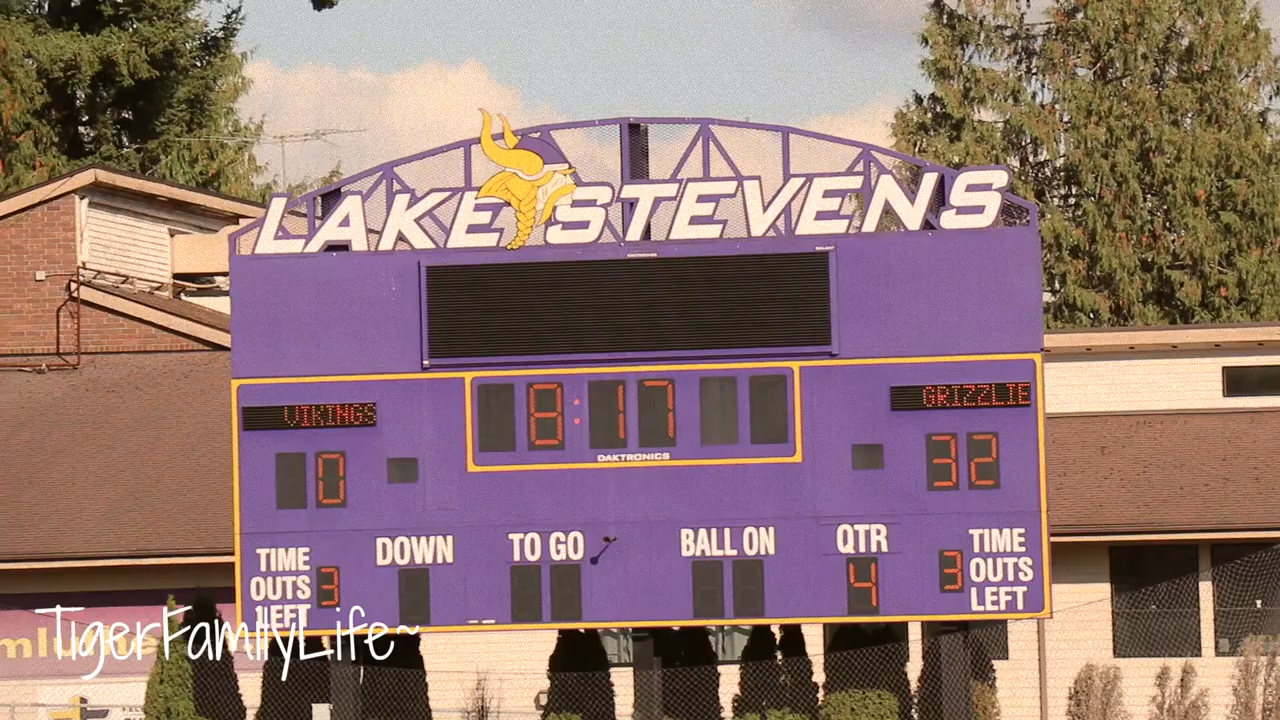 LAKE STEVENS
DAKTRONICS
VIKINGS
8:17
GRIZZLIE
DAKTRONICS
0
32
DOWN
TO GO
BALL ON
QTR
TIME
OUTS
LEFT
3
4
3
TIME
OUTS
LEFT
TigerFamilyLife~